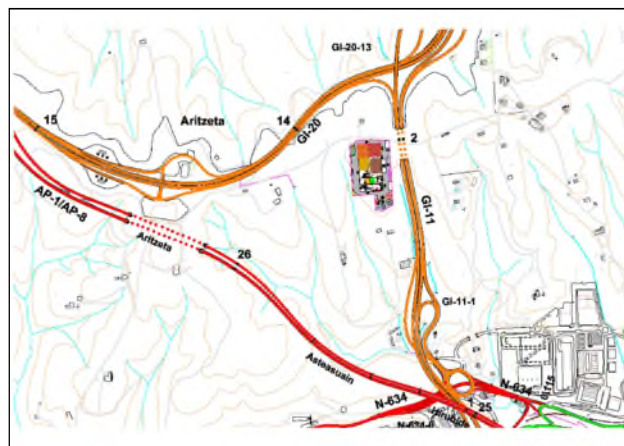 GI-20-13
Aritzeta
14
GI-20
15
2
AP-1/AP-8
Aritzeta
26
GI-11
GI-11-1
Asteasuain
N-634
N-634
25